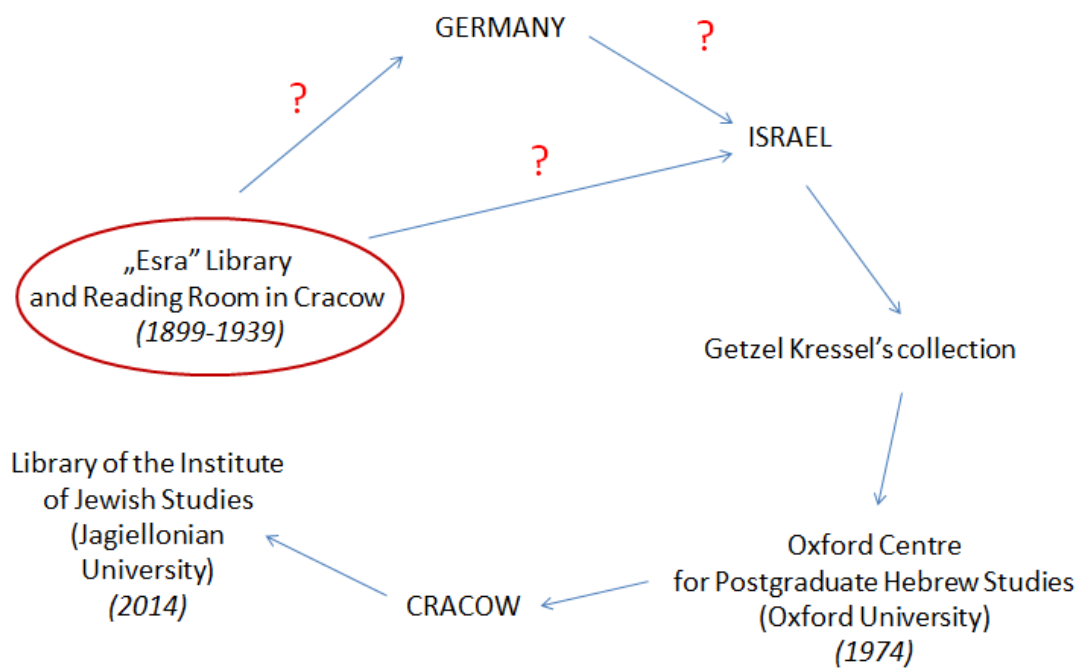 GERMANY
?
?
?
ISRAEL
„Esra” Library
and Reading Room in Cracow
(1899-1939)
Getzel Kressel’s collection
Oxford Centre
for Postgraduate Hebrew Studies
(Oxford University)
(1974)
CRACOW
Library of the Institute
of Jewish Studies
(Jagiellonian
University)
(2014)